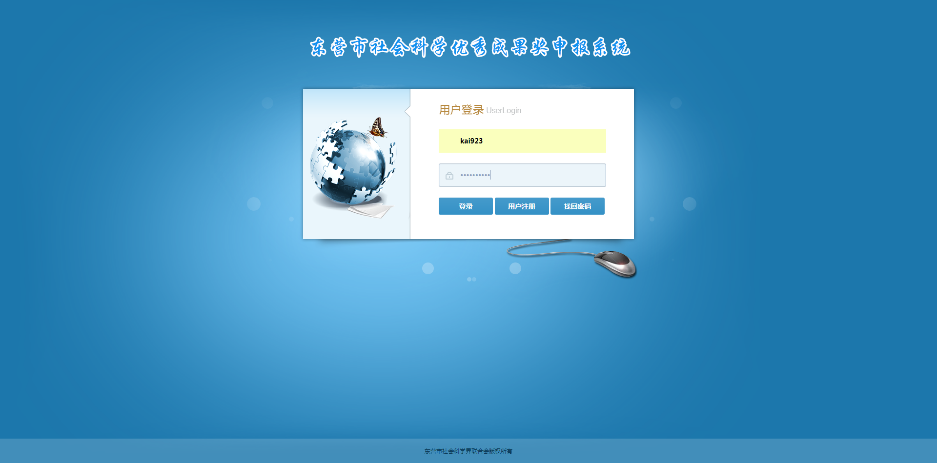 东营市社会科学优秀成果奖申报系统
用户登录 UserLogin
kai923
••••••••••
登录 用户注册 找回密码
东营市社会科学界联合会版权所有